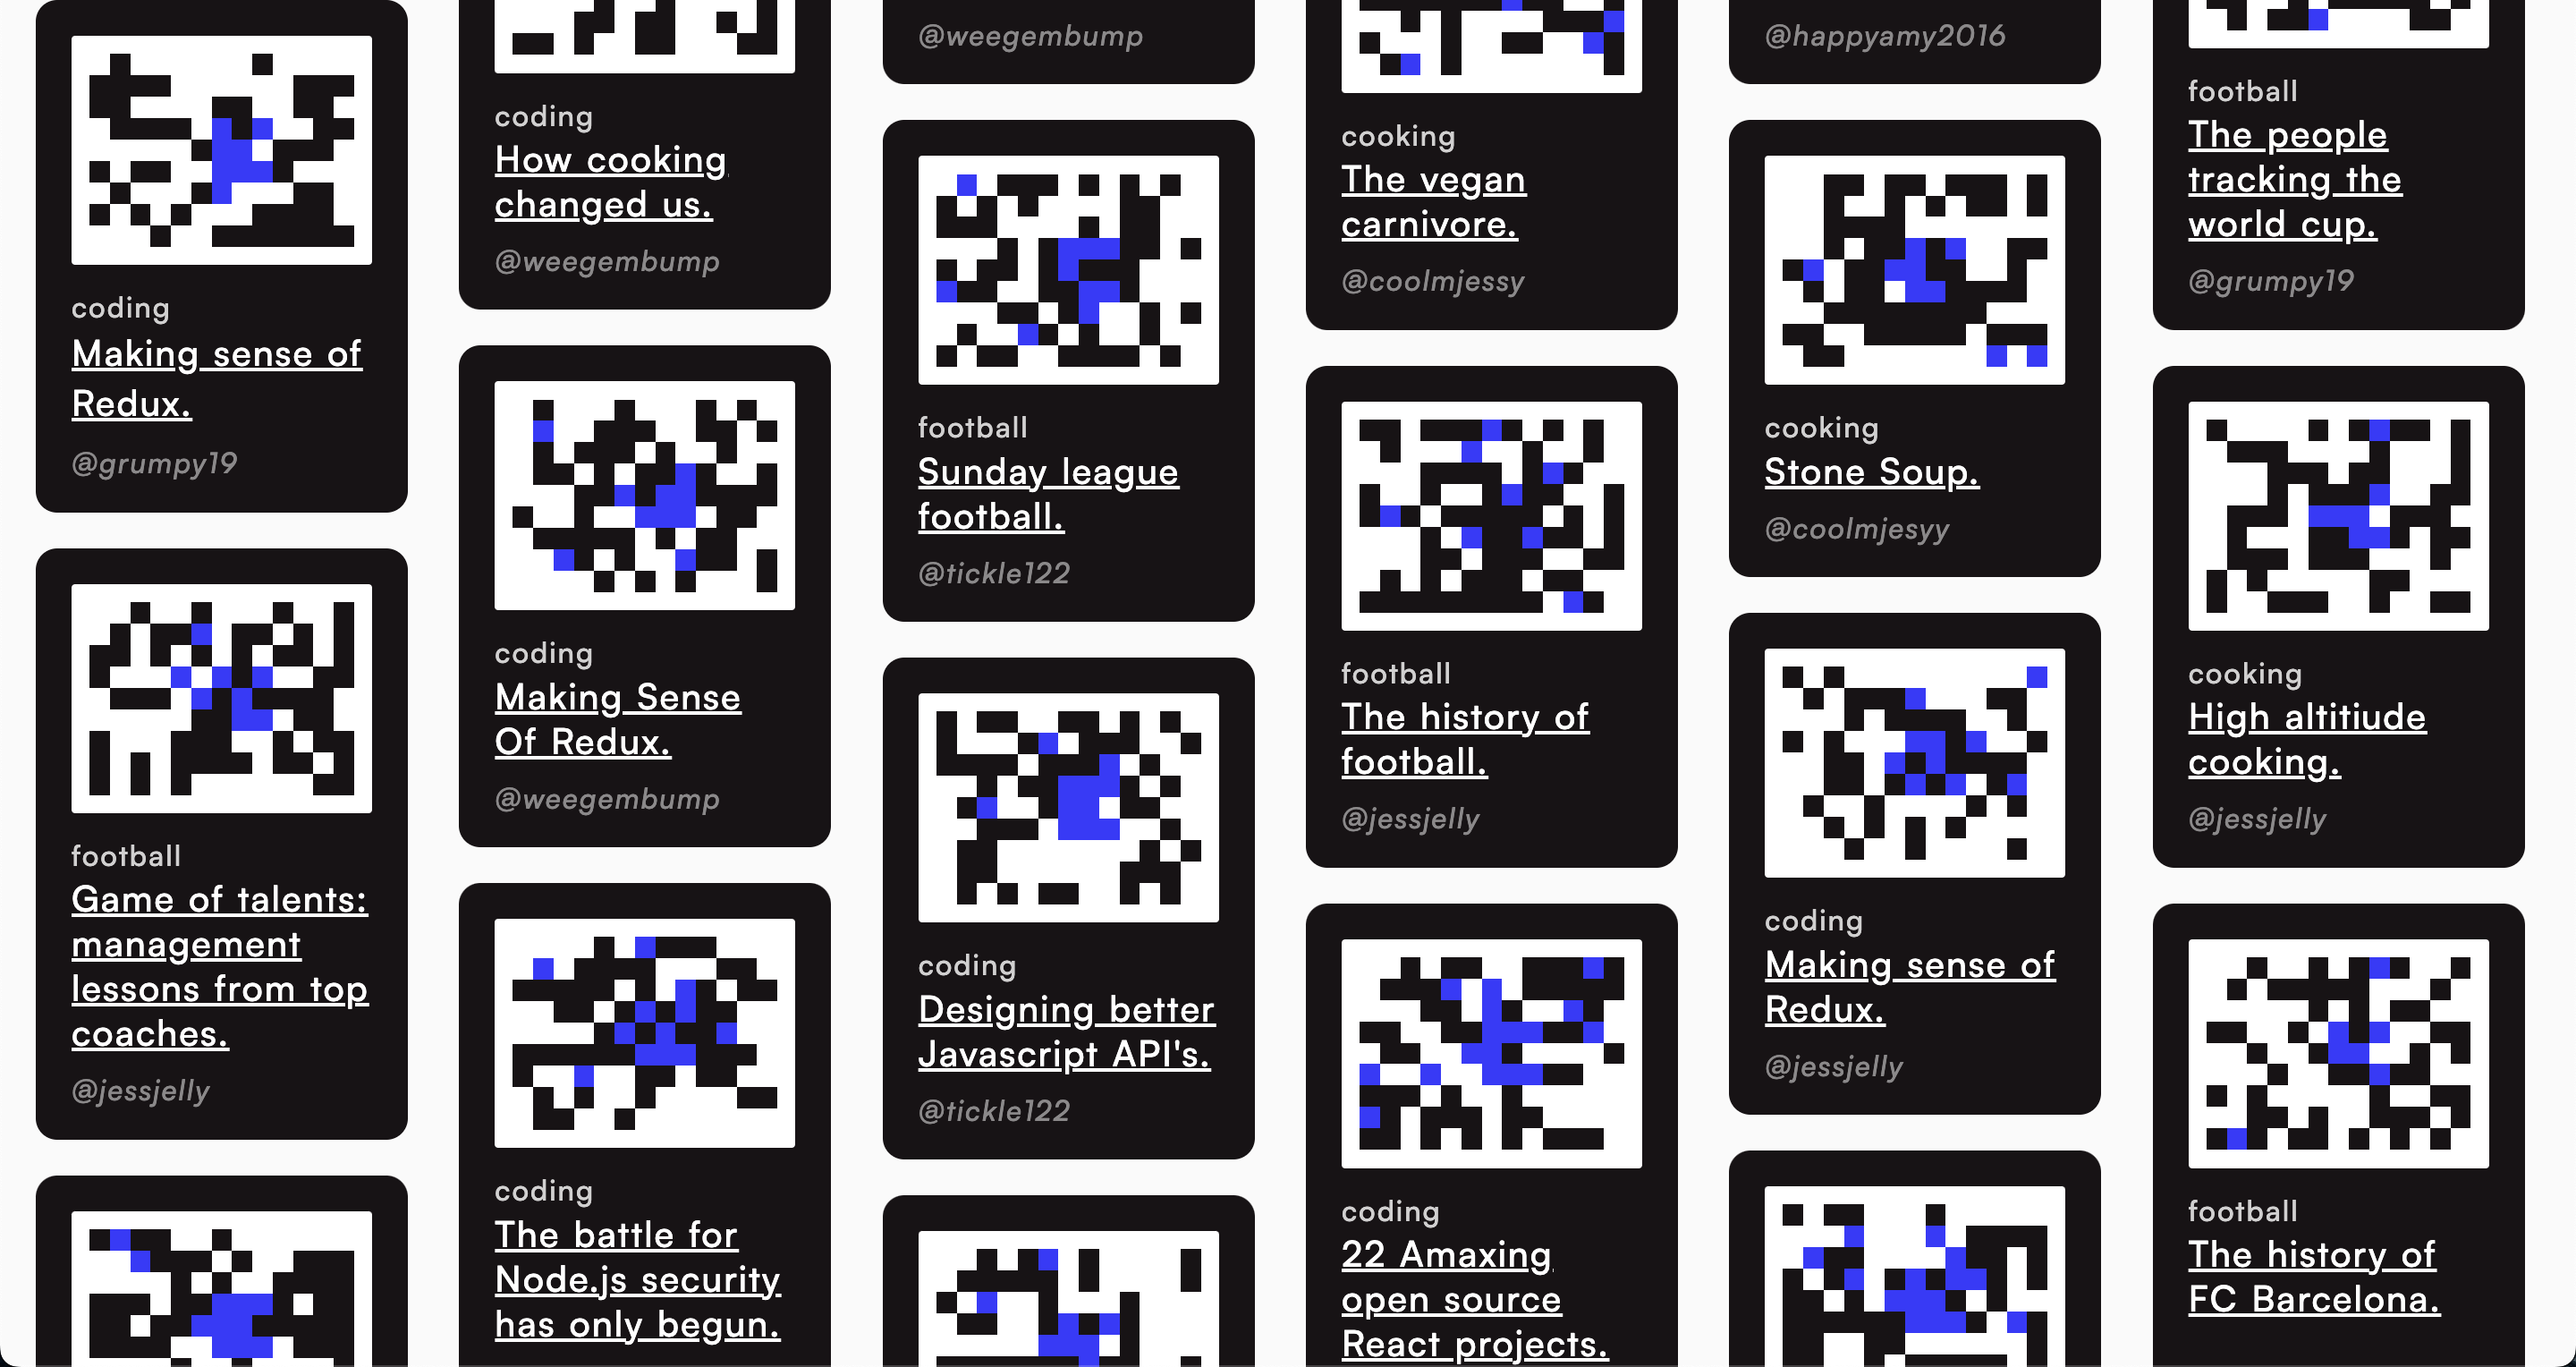 coding
Making sense of
Redux.
@grumpy19
football
Game of talents:
management
lessons from top
coaches.
@jessjelly
coding
How cooking
changed us.
@weegembump
coding
Making Sense
Of Redux.
@weegembump
coding
The battle for
Node.js security
has only begun.
@weegembump
football
Sunday league
football.
@tickle122
coding
Designing better
Javascript API's.
@tickle122
cooking
The vegan
carnivore.
@coolmjessy
football
The history of
football.
@jessjelly
coding
22 Amaxing
open source
React projects.
@happyamy2016
cooking
Stone Soup.
@coolmjesyy
coding
Making sense of
Redux.
@jessjelly
football
The people
tracking the
world cup.
@grumpy19
cooking
High altitiude
cooking.
@jessjelly
football
The history of
FC Barcelona.